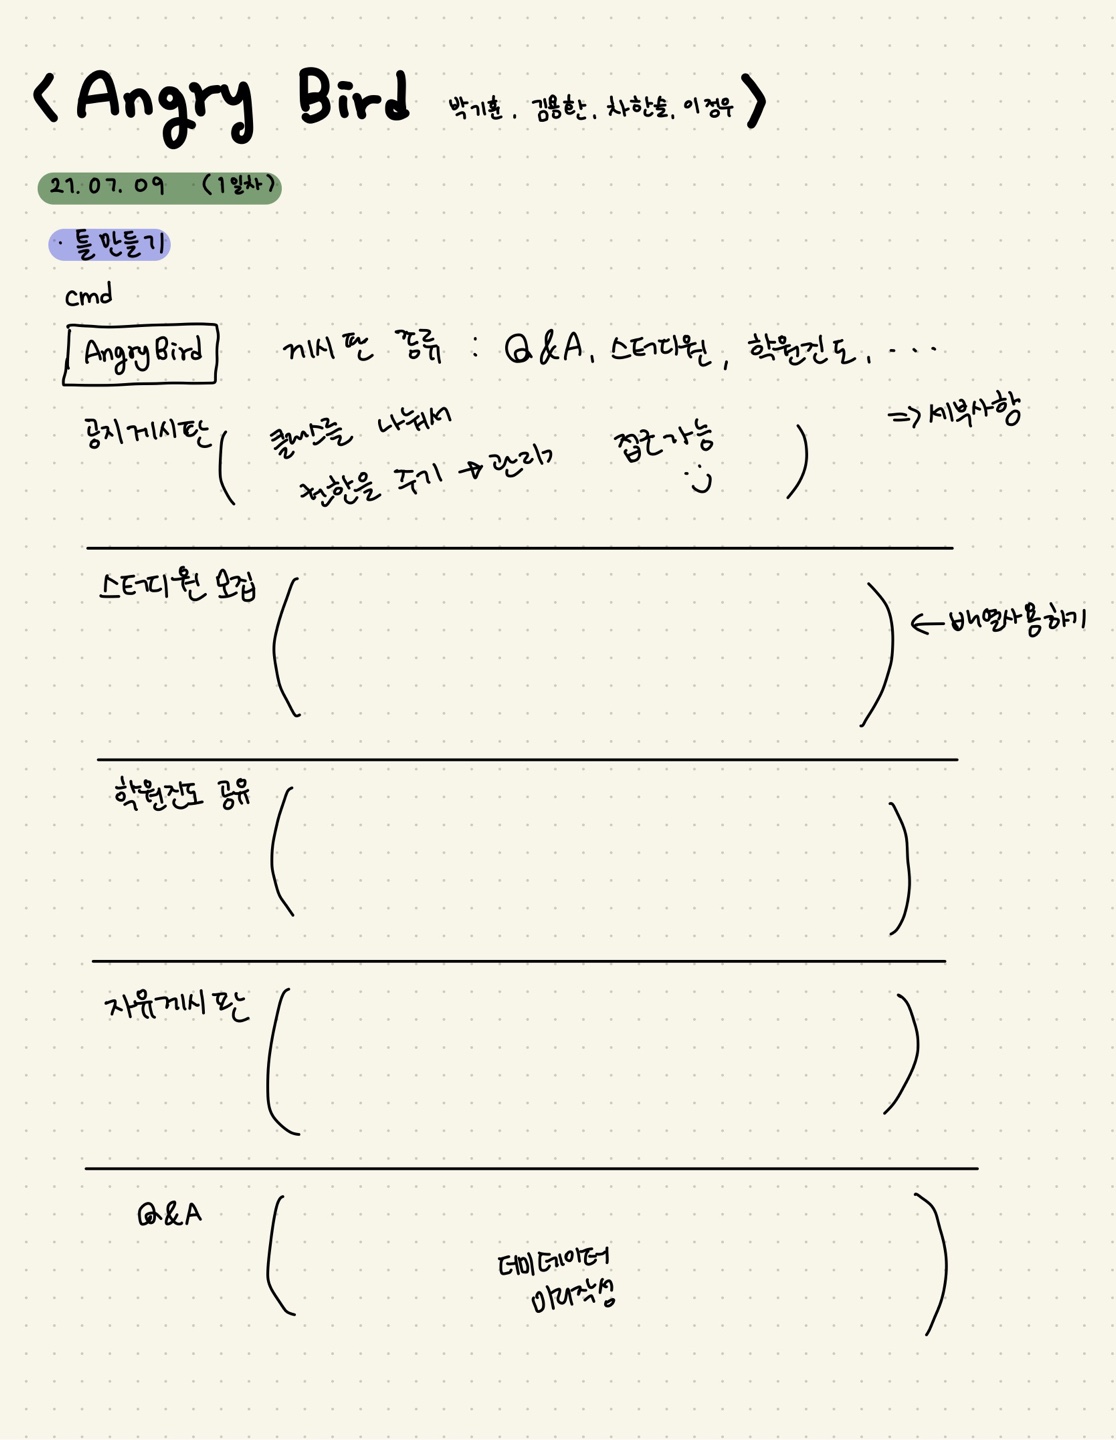 < Angry Bird 박기훈, 김용환, 차한솔, 이정우 >
21.07.09 (1일차)
· 틀 만들기
cmd
Angry Bird 게시판 종류 : Q&A, 스터디원, 학원진도, ...
=> 세부사항
공지게시판 ( 클래스를 나눠서
권한을 주기 → 관리자 접근가능 )
스터디원 모집 ( ) ← 배열사용하기
학원진도 공유 ( )
자유게시판 ( )
Q&A (
더미데이터
미리작성 )